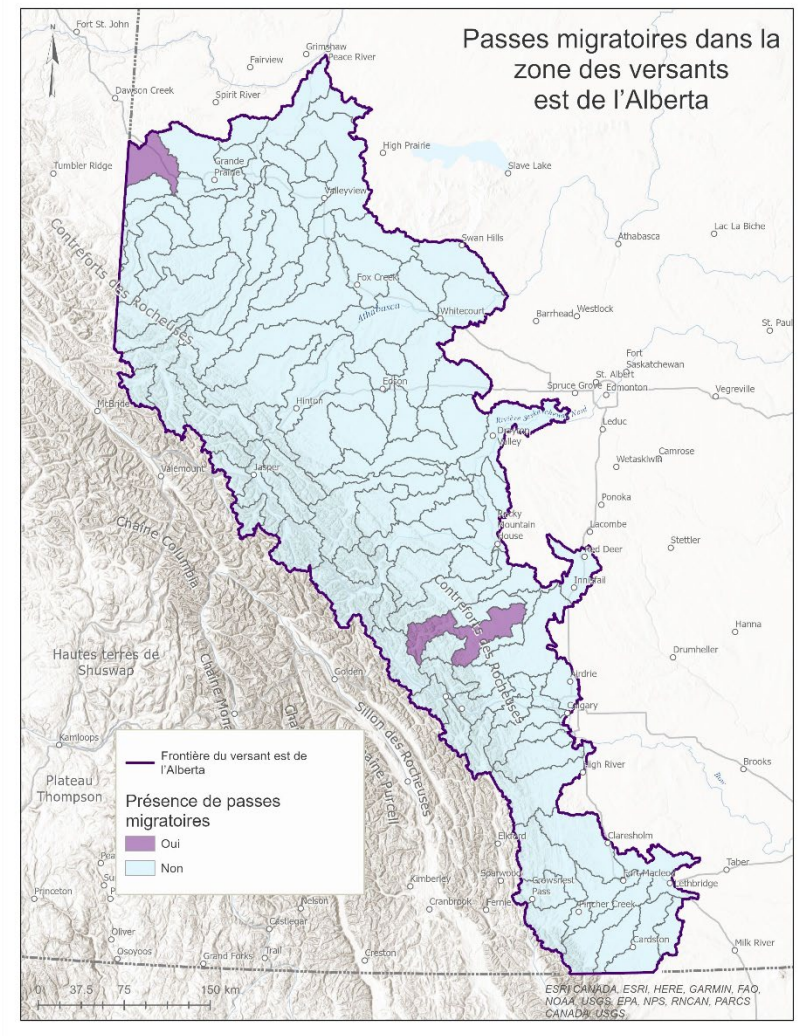 Passes migratoires dans la
zone des versants
est de l'Alberta
N
Fort St. John
Grimshaw
Peace River
Fairview
Dawson Creek
Spirit River
High Prairie
Tumbler Ridge
Grande
Prairie
Slave Lake
Valleyview
Lac La Biche
Swan Hills
Athabasca
Contreforts des Rocheuses
Fox Creek
Athabasca
Whitecourt
Barrhead
Westlock
St. Paul
Fort
Saskatchewan
St. Albert
Spruce Grove
Edmonton
Vegreville
Edson
McBride
Hinton
Rivière Saskatchewan Nord
Drayton
Valley
Leduc
Camrose
Wetaskiwin
Valemount
Jasper
Ponoka
Rocky
Mountain
House
Lacombe
Chaîne Columbia
Stettler
Red Deer
Innisfail
Contreforts des Rocheuses
Hanna
Hautes terres de
Shuswap
Drumheller
Golden
Airdrie
Calgary
Sillon des Rocheuses
Kamloops
High River
Brooks
Bow
Plateau
Thompson
Frontière du versant est de
l'Alberta
Présence de passes
migratoires
Oui
Non
Chaîne Purcell
Claresholm
Elkford
Taber
Fort Macleod
Lethbridge
Kimberley
Sparwood
Crowsnest
Pass
Princeton
Nelson
Cranbrook
Fernie
Pincher Creek
Castlegar
Oliver
Cardston
Osoyoos
Grand Forks
Trail
Creston
Milk River
0 37.5 75 150 km
ESRI CANADA, ESRI, HERE, GARMIN, FAO,
NOAA, USGS, EPA, NPS, RNCAN, PARCS
CANADA, USGS